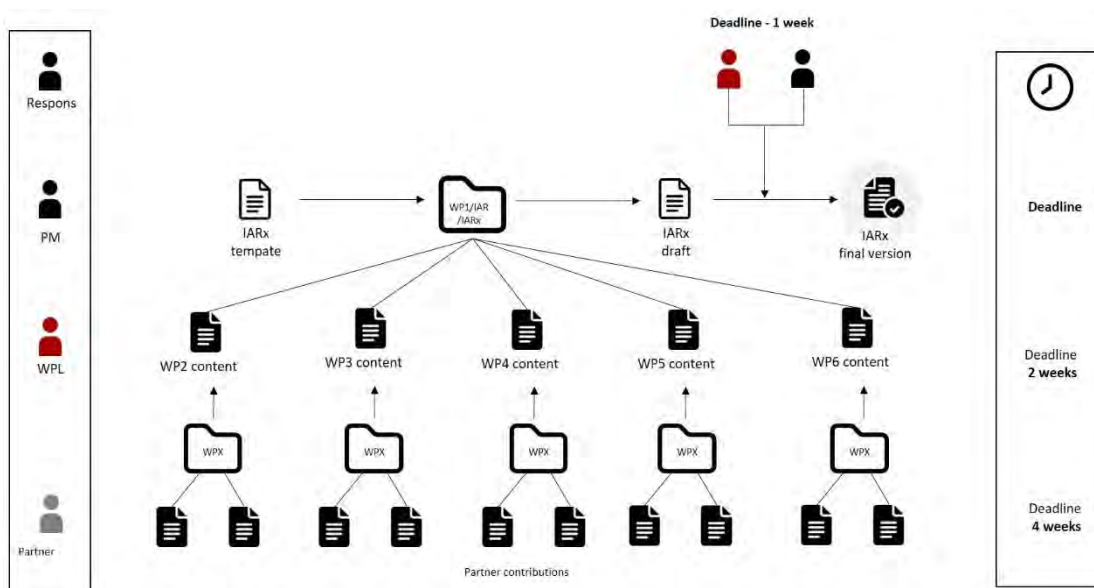 Deadline - 1 week
Respons
PM
WPL
Partner
IARx
tempate
WP1/IAR
/IARx
IARx
draft
IARx
final version
Deadline
WP2 content
WP3 content
WP4 content
WP5 content
WP6 content
Deadline
2 weeks
WPX
WPX
WPX
WPX
WPX
Deadline
4 weeks
Partner contributions